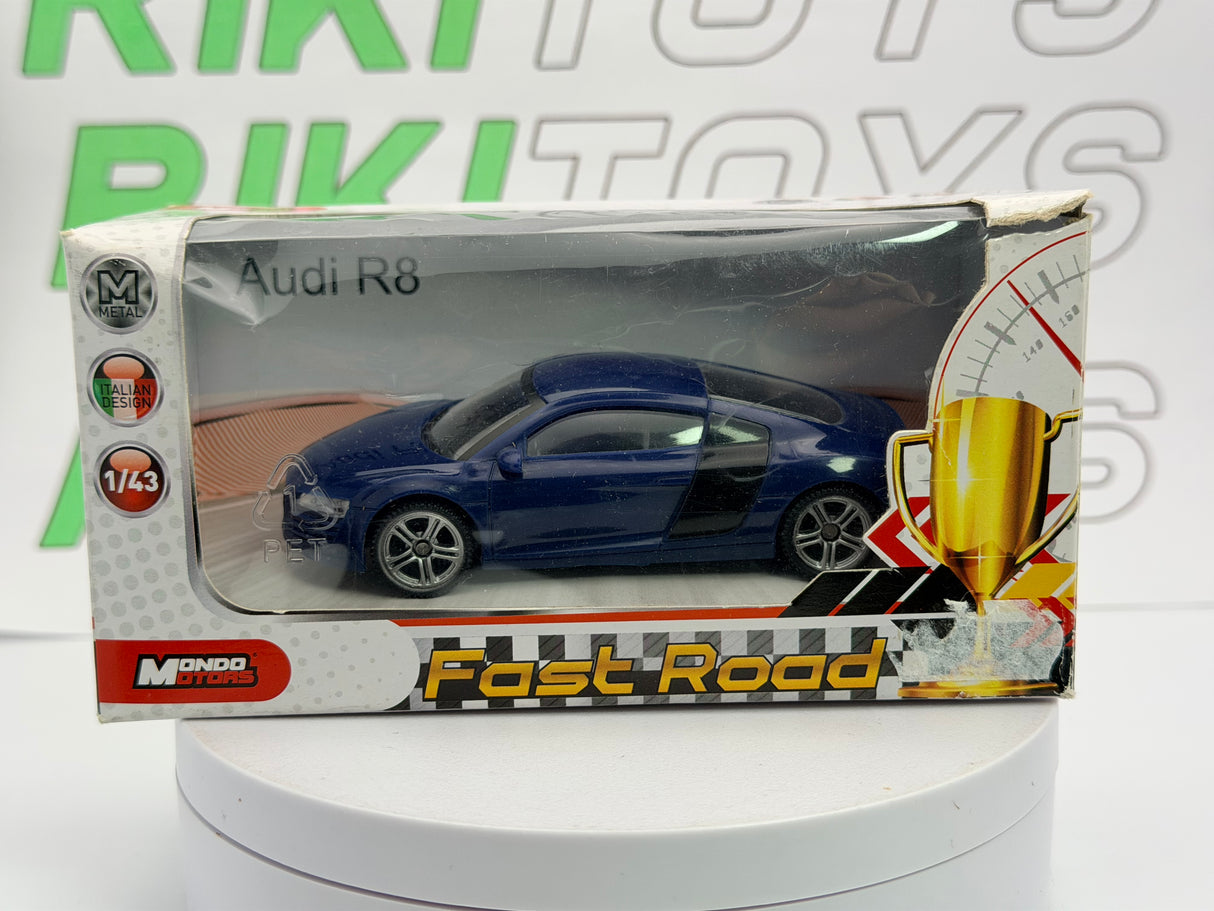 RIKITOYS
RIKITOYS
Audi R8
M
METAL
ITALIAN
DESIGN
1/43
PET
140
160
MONDO
MOTORS
Fast Road